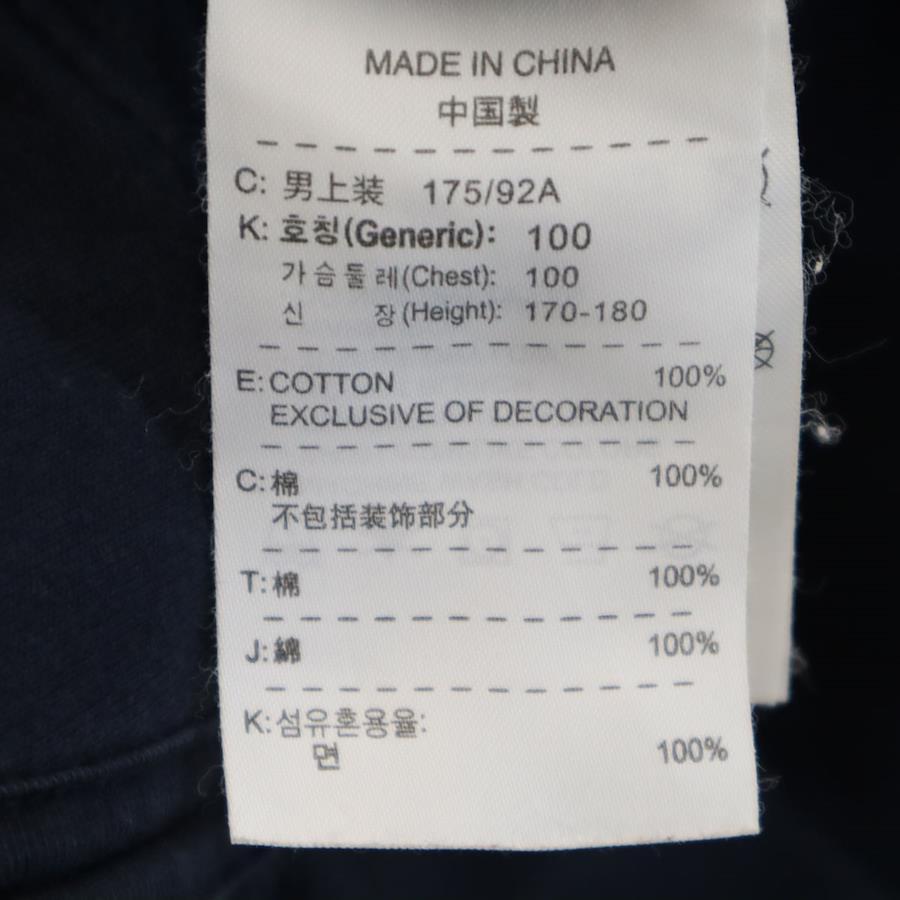 MADE IN CHINA
中国製
C: 男上装 175/92A
K: 호칭(Generic): 100
가슴둘레(Chest): 100
신 장(Height): 170-180
E: COTTON 100%
EXCLUSIVE OF DECORATION
C: 棉 100%
不包括装饰部分
T: 棉 100%
J: 綿 100%
K: 섬유혼용율:
면 100%